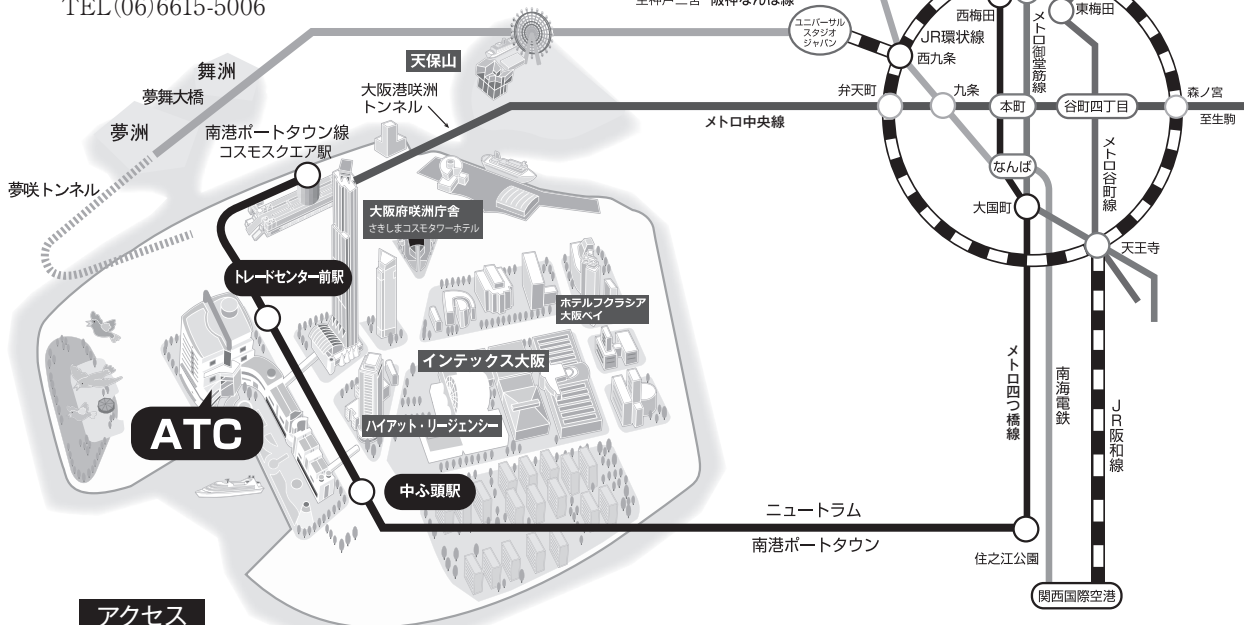 TEL(06)6615-5006
阪神なんば線
西梅田
東梅田
ユニバーサル
スタジオ
ジャパン
JR環状線
メトロ御堂筋線
西九条
天保山
舞洲
夢舞大橋
大阪港咲洲
トンネル
弁天町
九条
本町
谷町四丁目
森ノ宮
至生駒
メトロ中央線
夢洲
南港ポートタウン線
コスモスクエア駅
なんば
メトロ谷町線
夢咲トンネル
大阪府咲洲庁舎
さきしまコスモタワーホテル
大国町
天王寺
トレードセンター前駅
ホテルフクラシア
大阪ベイ
インテックス大阪
メトロ四つ橋線
南海電鉄
JR阪和線
ATC
ハイアット・リージェンシー
中ふ頭駅
ニュートラム
南港ポートタウン
住之江公園
関西国際空港
アクセス